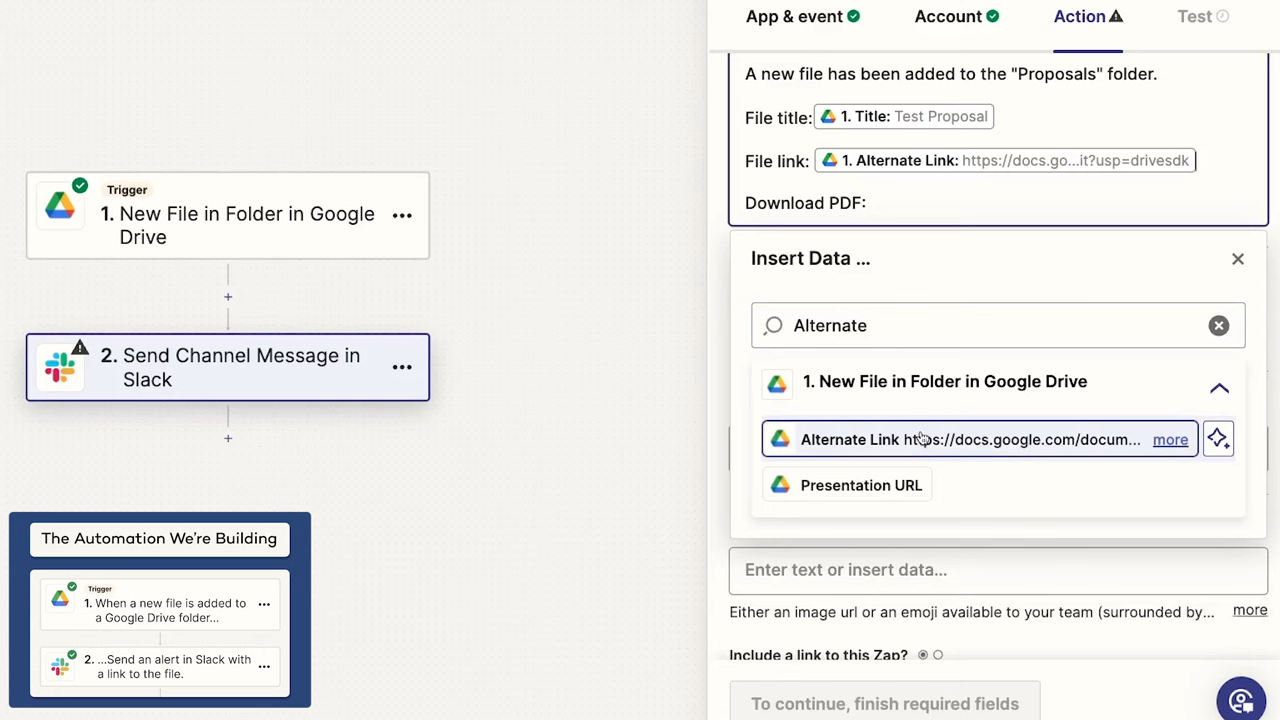 App & event
Account
Action
Test
A new file has been added to the "Proposals" folder.
File title: 1. Title: Test Proposal
File link: 1. Alternate Link: https://docs.go...it?usp=drivesdk
Download PDF:
Insert Data ...
Alternate
1. New File in Folder in Google Drive
Alternate Link https://docs.google.com/docum... more
Presentation URL
Enter text or insert data...
Either an image url or an emoji available to your team (surrounded by... more
Include a link to this Zap?
To continue, finish required fields
Trigger
1. New File in Folder in Google
Drive
2. Send Channel Message in
Slack
The Automation We're Building
Trigger
1. When a new file is added to
a Google Drive folder...
2. ...Send an alert in Slack with
a link to the file.